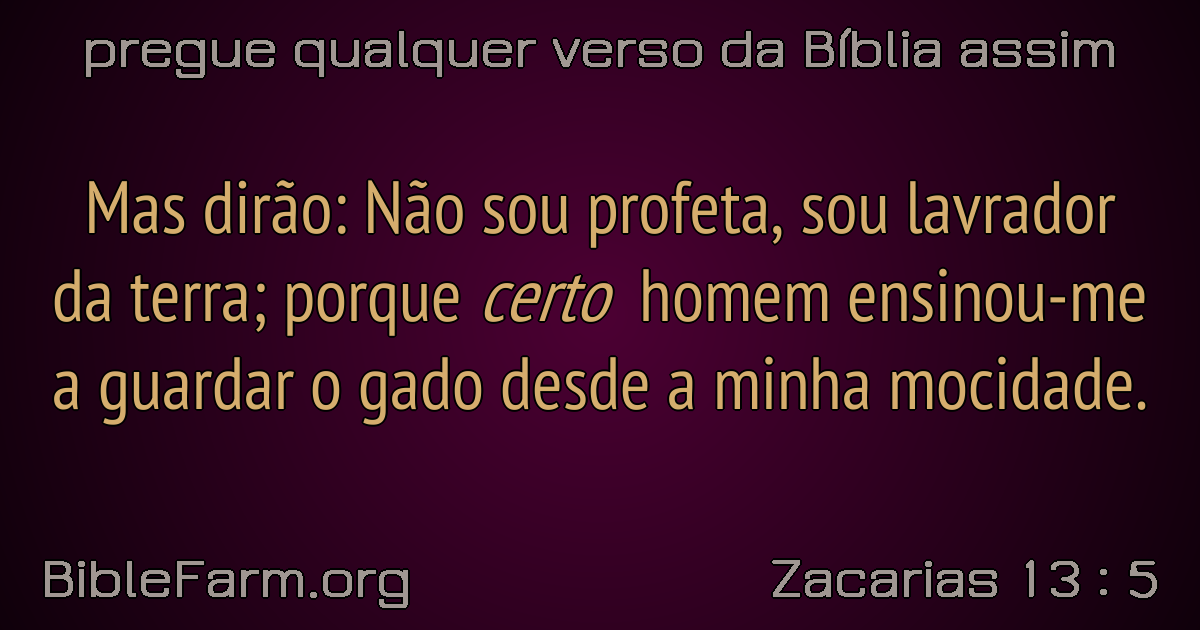 pregue qualquer verso da Bíblia assim
Mas dirão: Não sou profeta, sou lavrador
da terra; porque certo homem ensinou-me
a guardar o gado desde a minha mocidade.
BibleFarm.org
Zacarias 13 : 5